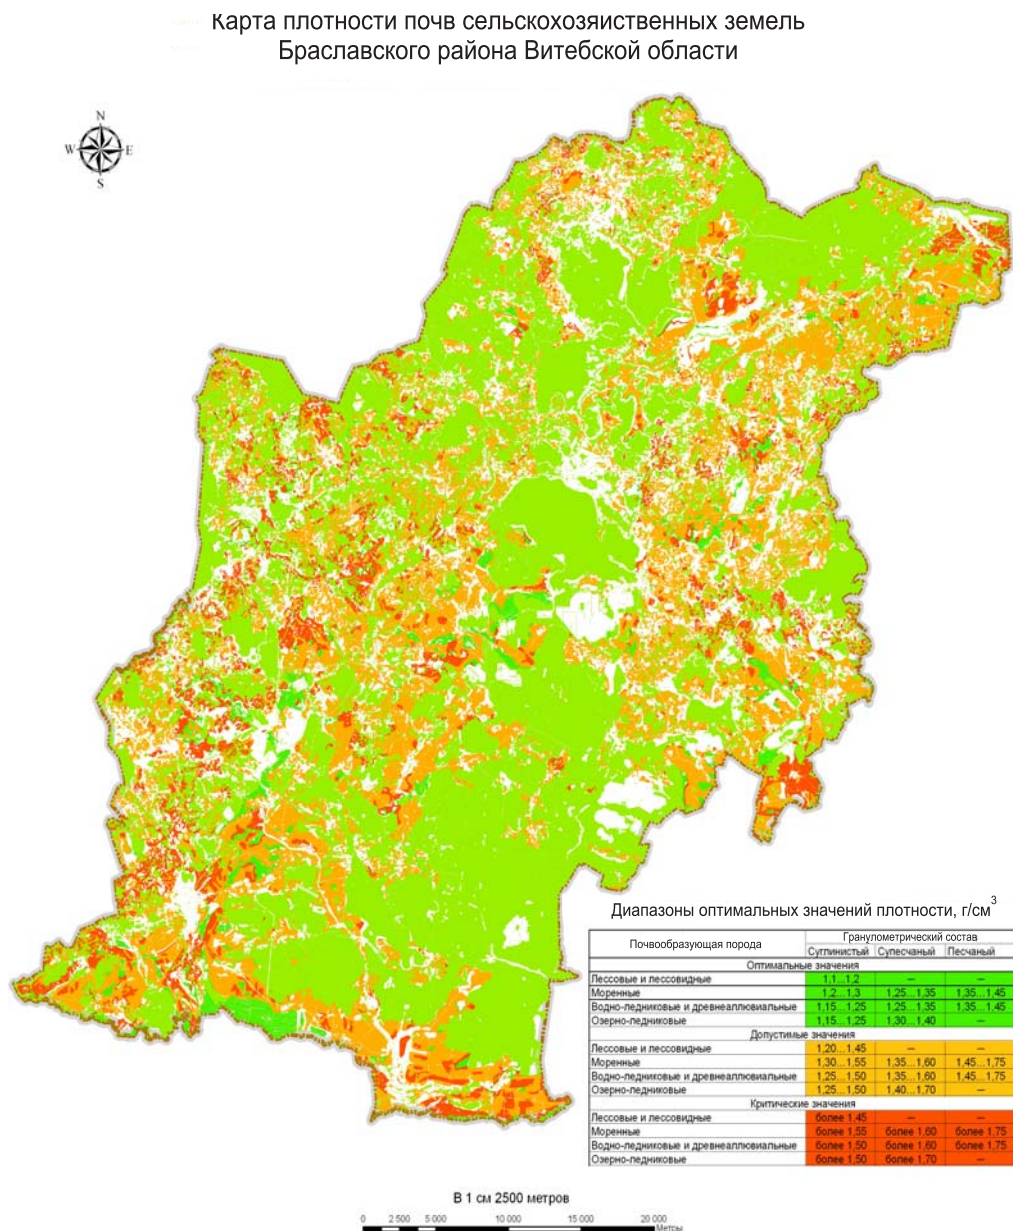 Карта плотности почв сельскохозяиственных земель
Браславского района Витебской области
N
W E
S
Диапазоны оптимальных значений плотности, г/см³
Почвообразующая порода Гранулометрический состав
Суглинистый Супесчаный Песчаный
Оптимальные значения
Лессовые и лессовидные 1,1...1,2 — —
Моренные 1,2...1,3 1,25...1,35 1,35...1,45
Водно-ледниковые и древнеаллювиальные 1,15...1,25 1,25...1,35 1,35...1,45
Озерно-ледниковые 1,15...1,25 1,30...1,40 —
Допустимые значения
Лессовые и лессовидные 1,20...1,45 — —
Моренные 1,30...1,55 1,35...1,60 1,45...1,75
Водно-ледниковые и древнеаллювиальные 1,25...1,50 1,35...1,60 1,45...1,75
Озерно-ледниковые 1,25...1,50 1,40...1,70 —
Критические значения
Лессовые и лессовидные более 1,45 — —
Моренные более 1,55 более 1,60 более 1,75
Водно-ледниковые и древнеаллювиальные более 1,50 более 1,60 более 1,75
Озерно-ледниковые более 1,50 более 1,70 —
В 1 см 2500 метров
0 2 500 5 000 10 000 15 000 20 000
Метры